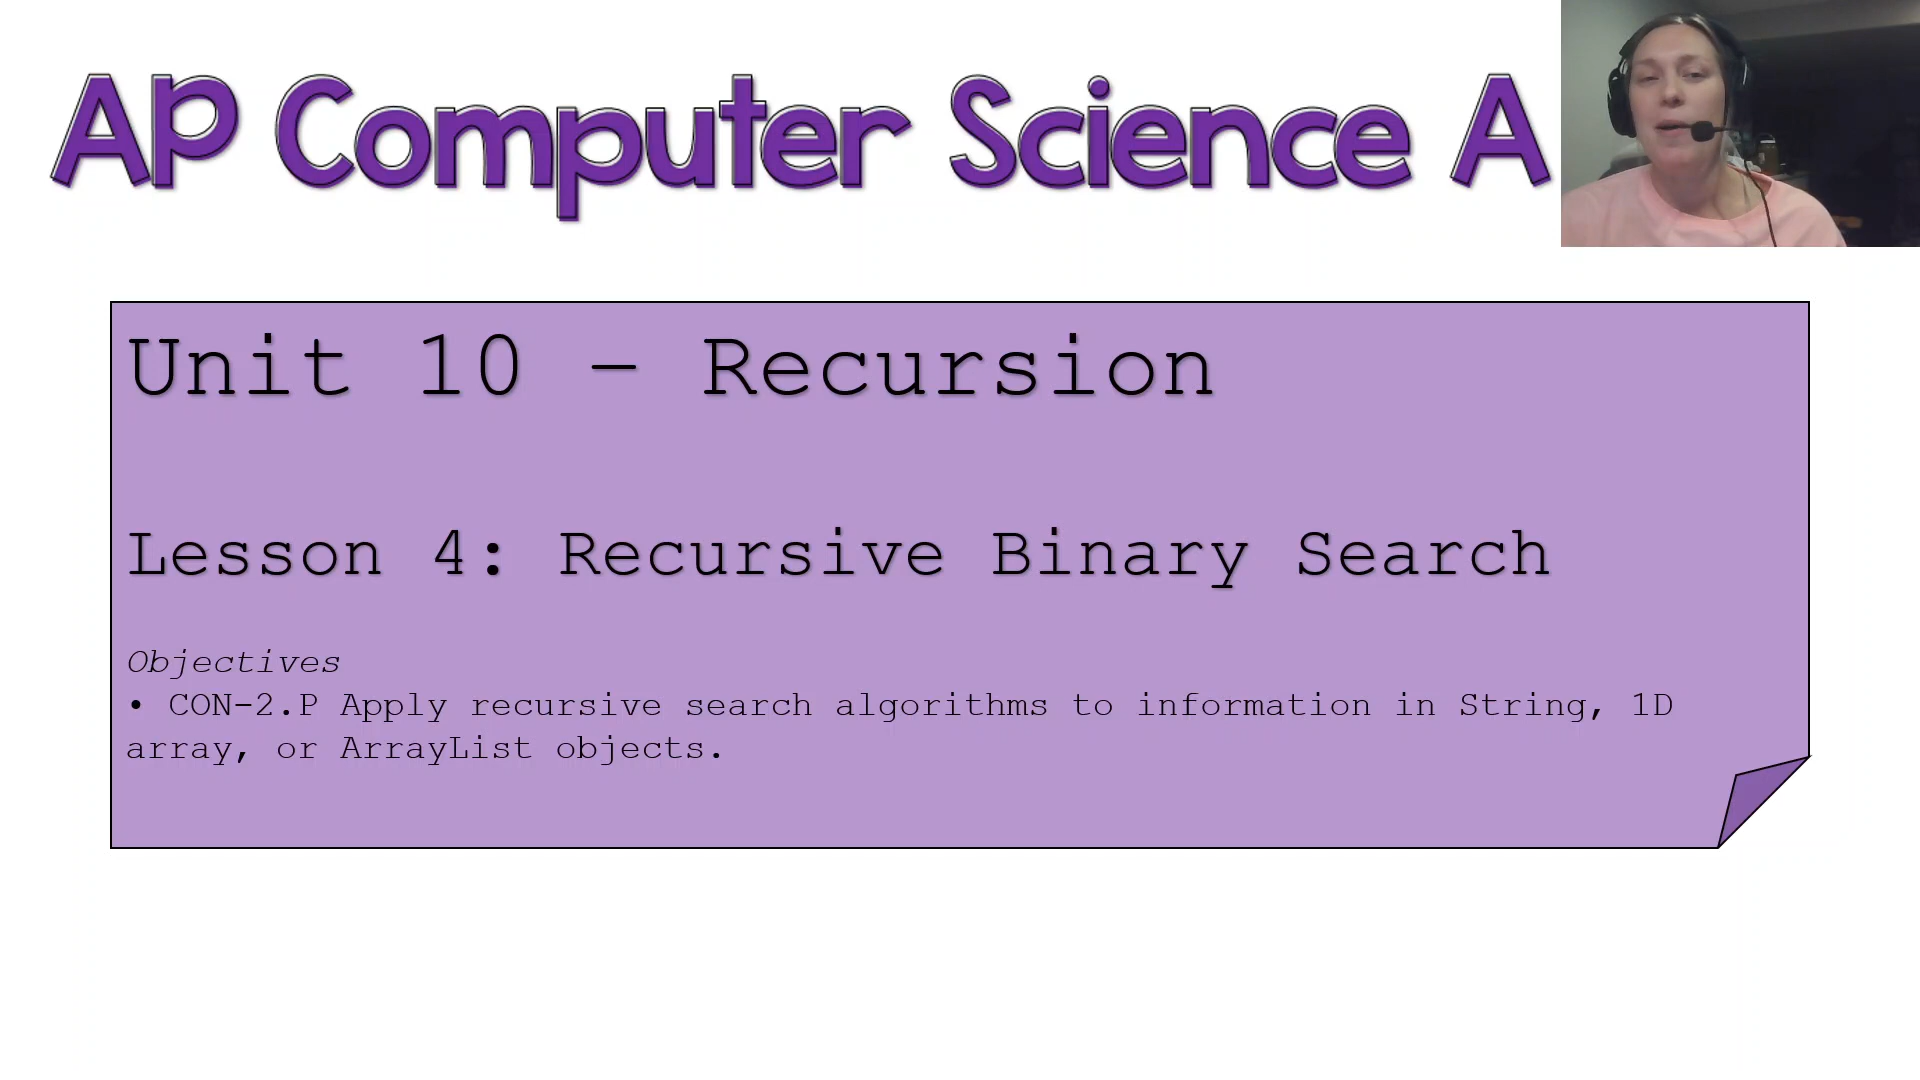 Ap Computer Science A
Unit 10 – Recursion
Lesson 4: Recursive Binary Search
Objectives
• CON-2.P Apply recursive search algorithms to information in String, 1D
array, or ArrayList objects.